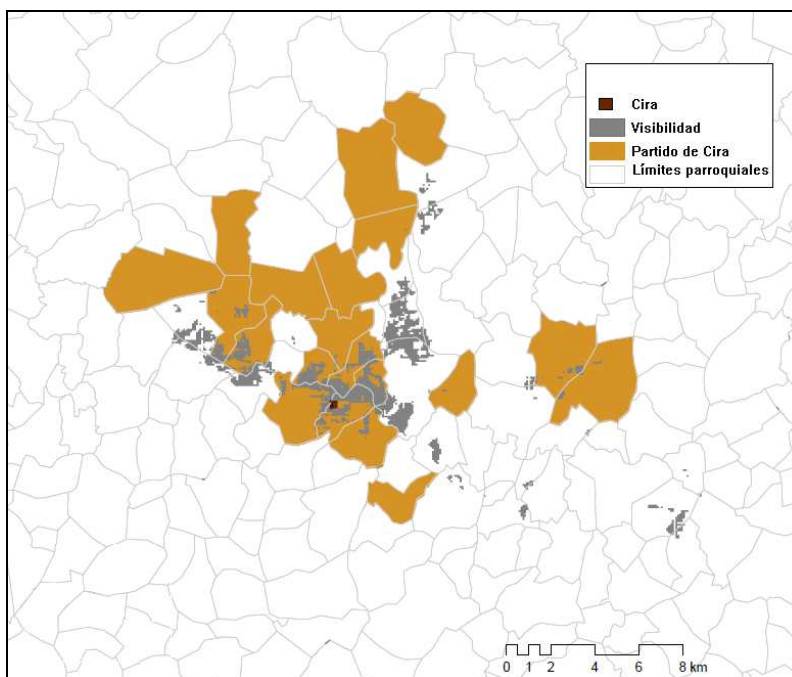 Cira
Visibilidad
Partido de Cira
Límites parroquiales
0 1 2 4 6 8 km